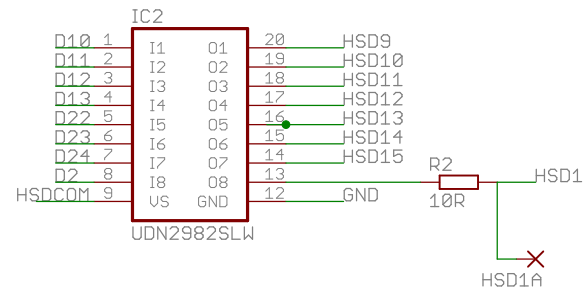 IC2
D10 1 I1 O1 20 HSD9
D11 2 I2 O2 19 HSD10
D12 3 I3 O3 18 HSD11
D13 4 I4 O4 17 HSD12
D22 5 I5 O5 16 HSD13
D23 6 I6 O6 15 HSD14
D24 7 I7 O7 14 HSD15
D2 8 I8 O8 13 R2 10R HSD1
HSDCOM 9 VS GND 12 GND
UDN2982SLW
HSD1A